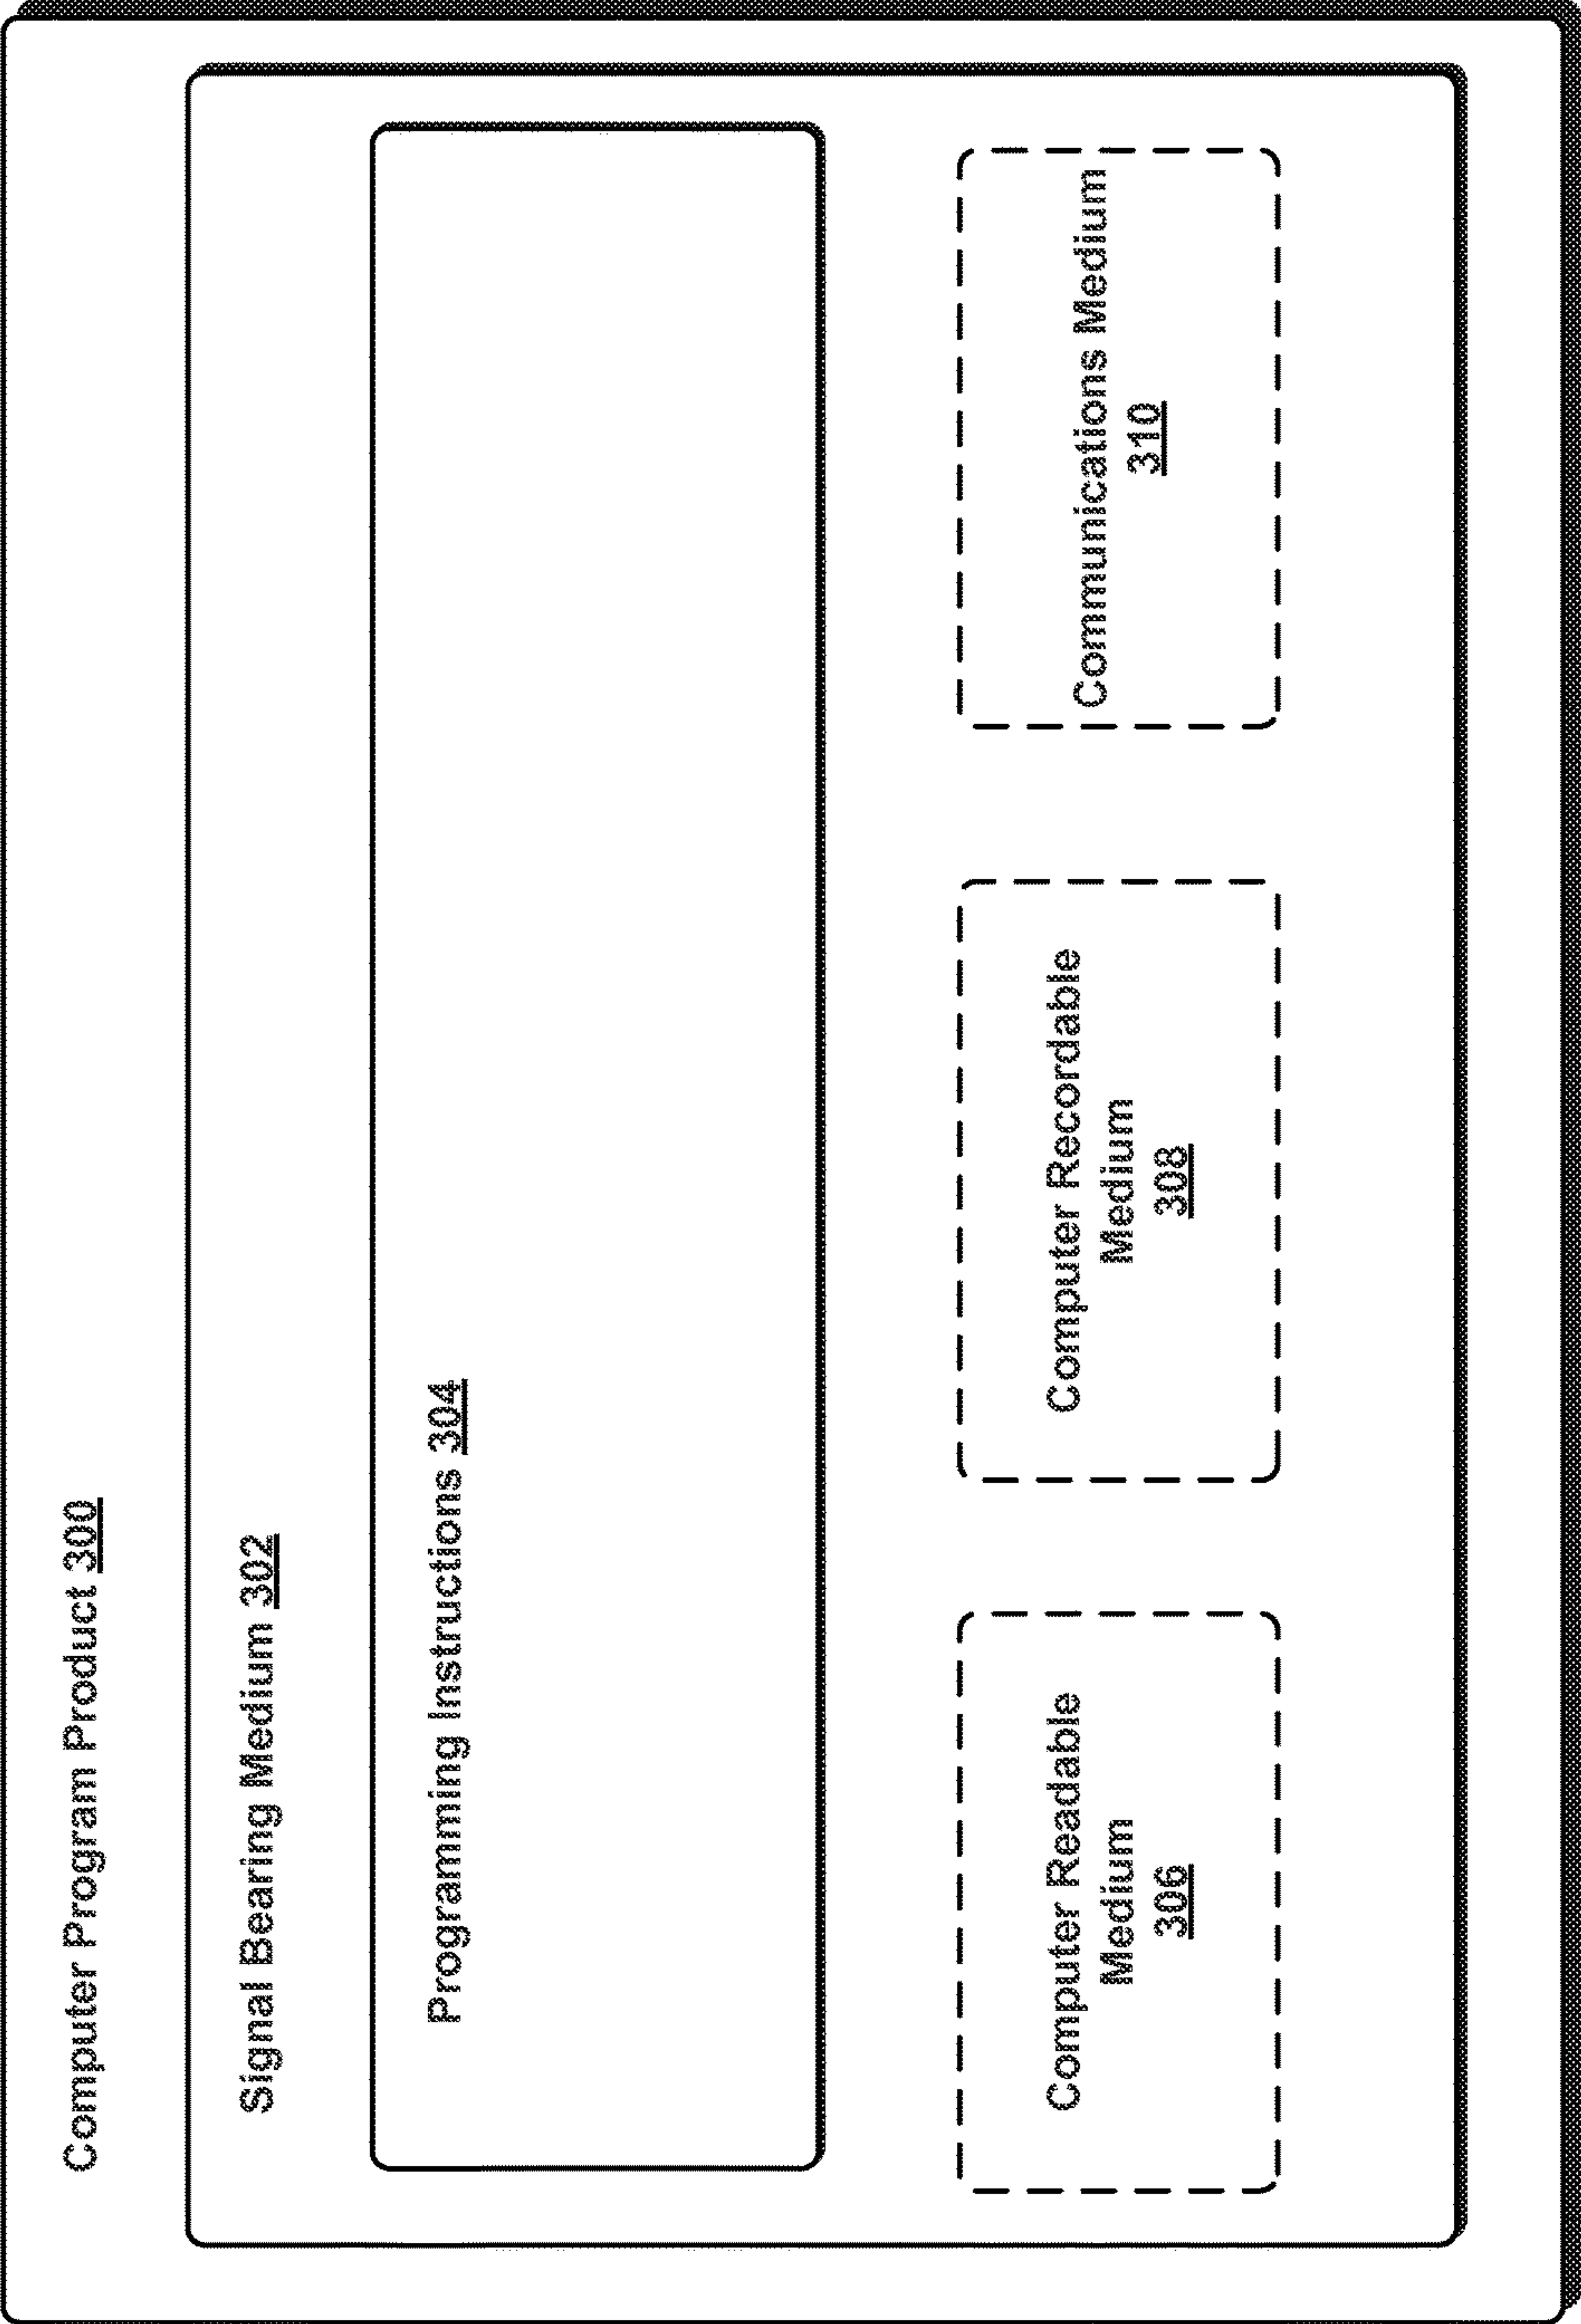 Computer Program Product 300
Signal Bearing Medium 302
Programming Instructions 304
Computer Readable
Medium
306
Computer Recordable
Medium
308
Communications Medium
310